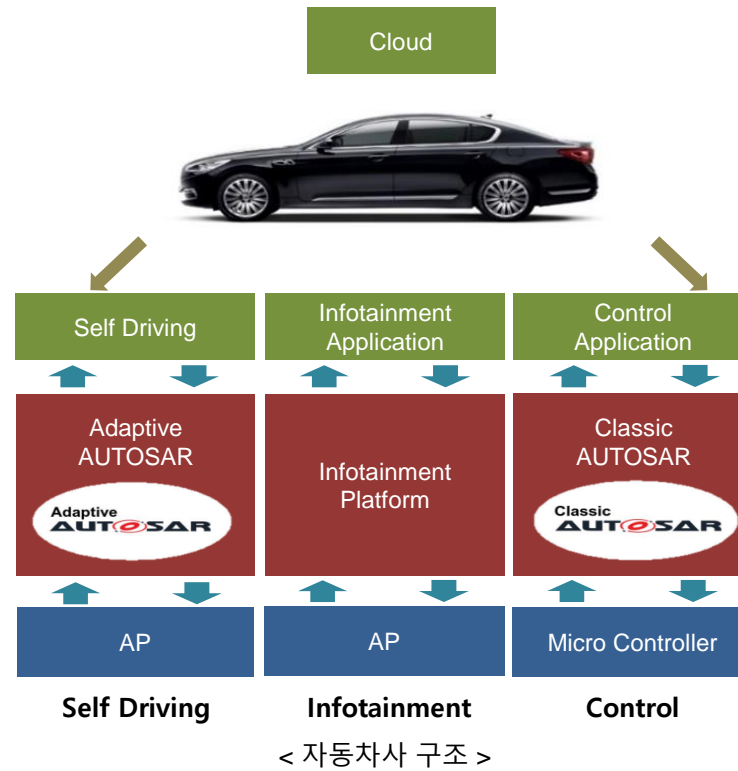 Cloud
Self Driving
Infotainment
Application
Control
Application
Adaptive
AUTOSAR
Adaptive
AUTOSAR
Infotainment
Platform
Classic
AUTOSAR
Classic
AUTOSAR
AP
AP
Micro Controller
Self Driving
Infotainment
Control
< 자동차사 구조 >